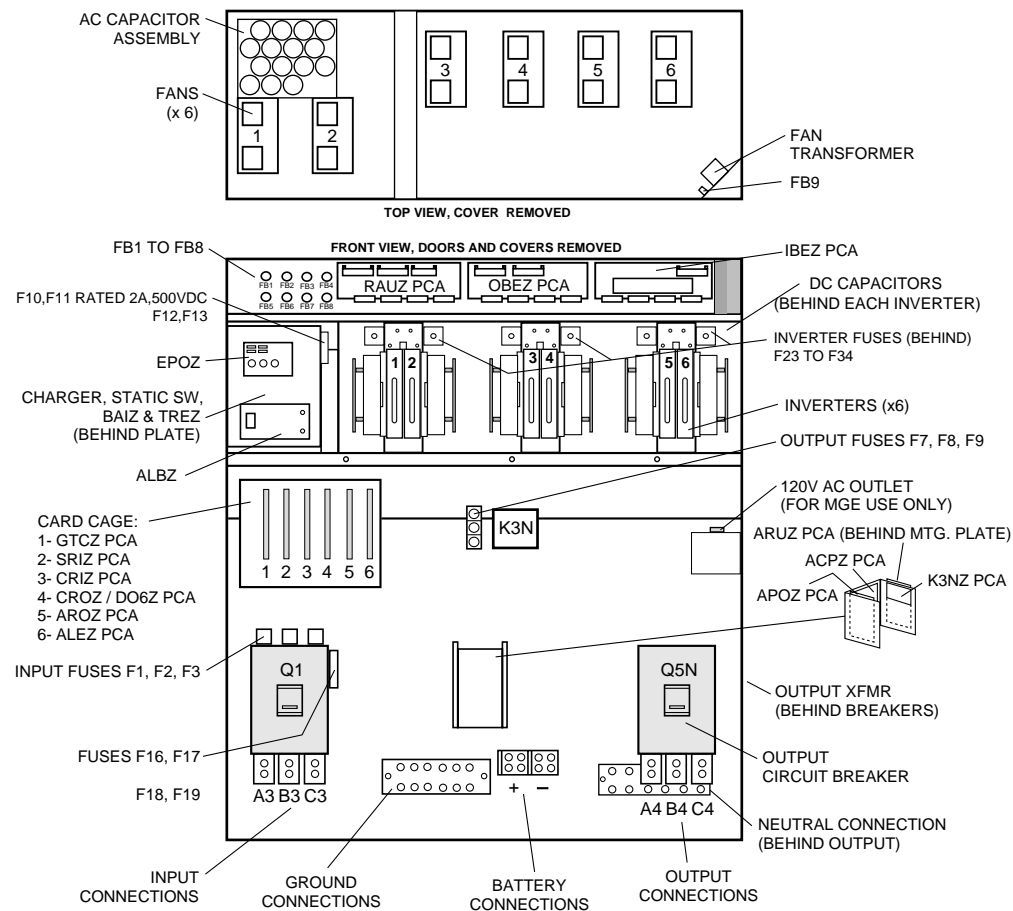 AC CAPACITOR
ASSEMBLY
FANS
(x 6)
1
2
3
4
5
6
FAN
TRANSFORMER
FB9
TOP VIEW, COVER REMOVED
FB1 TO FB8
FRONT VIEW, DOORS AND COVERS REMOVED
IBEZ PCA
FB1 FB2 FB3 FB4
FB5 FB6 FB7 FB8
RAUZ PCA
OBEZ PCA
F10,F11 RATED 2A,500VDC
F12,F13
DC CAPACITORS
(BEHIND EACH INVERTER)
EPOZ
1 2
3 4
5 6
INVERTER FUSES (BEHIND)
F23 TO F34
CHARGER, STATIC SW,
BAIZ & TREZ
(BEHIND PLATE)
INVERTERS (x6)
OUTPUT FUSES F7, F8, F9
ALBZ
CARD CAGE:
1- GTCZ PCA
2- SRIZ PCA
3- CRIZ PCA
4- CROZ / DO6Z PCA
5- AROZ PCA
6- ALEZ PCA
1 2 3 4 5 6
K3N
120V AC OUTLET
(FOR MGE USE ONLY)
ARUZ PCA (BEHIND MTG. PLATE)
ACPZ PCA
K3NZ PCA
APOZ PCA
INPUT FUSES F1, F2, F3
Q1
Q5N
OUTPUT XFMR
(BEHIND BREAKERS)
FUSES F16, F17
F18, F19
OUTPUT
CIRCUIT BREAKER
A3 B3 C3
+ −
A4 B4 C4
NEUTRAL CONNECTION
(BEHIND OUTPUT)
INPUT
CONNECTIONS
GROUND
CONNECTIONS
BATTERY
CONNECTIONS
OUTPUT
CONNECTIONS